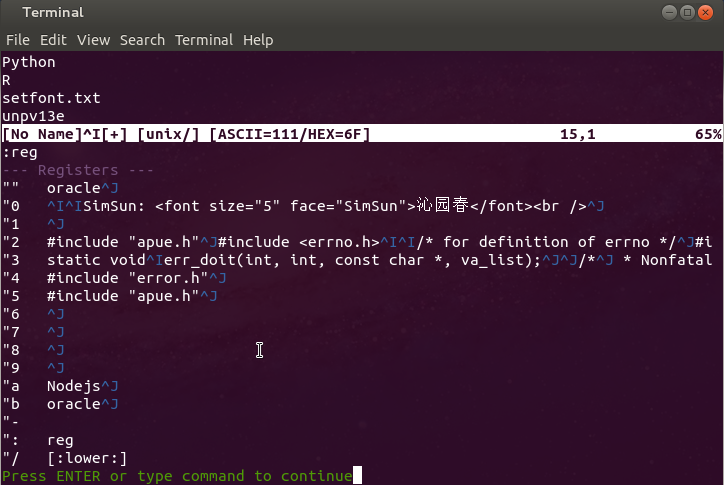 Terminal
File Edit View Search Terminal Help
Python
R
setfont.txt
unpv13e
[No Name]^I[+] [unix/] [ASCII=111/HEX=6F] 15,1 65%
:reg
--- Registers ---
"" oracle^J
"0 ^I^ISimSun: <font size="5" face="SimSun">沁园春</font><br />^J
"1 ^J
"2 #include "apue.h"^J#include <errno.h>^I^I/* for definition of errno */^J#i
"3 static void^Ierr_doit(int, int, const char *, va_list);^J^J/*^J * Nonfatal
"4 #include "error.h"^J
"5 #include "apue.h"^J
"6 ^J
"7 ^J
"8 ^J
"9 ^J
"a Nodejs^J
"b oracle^J
"-
": reg
"/ [:lower:]
Press ENTER or type command to continue